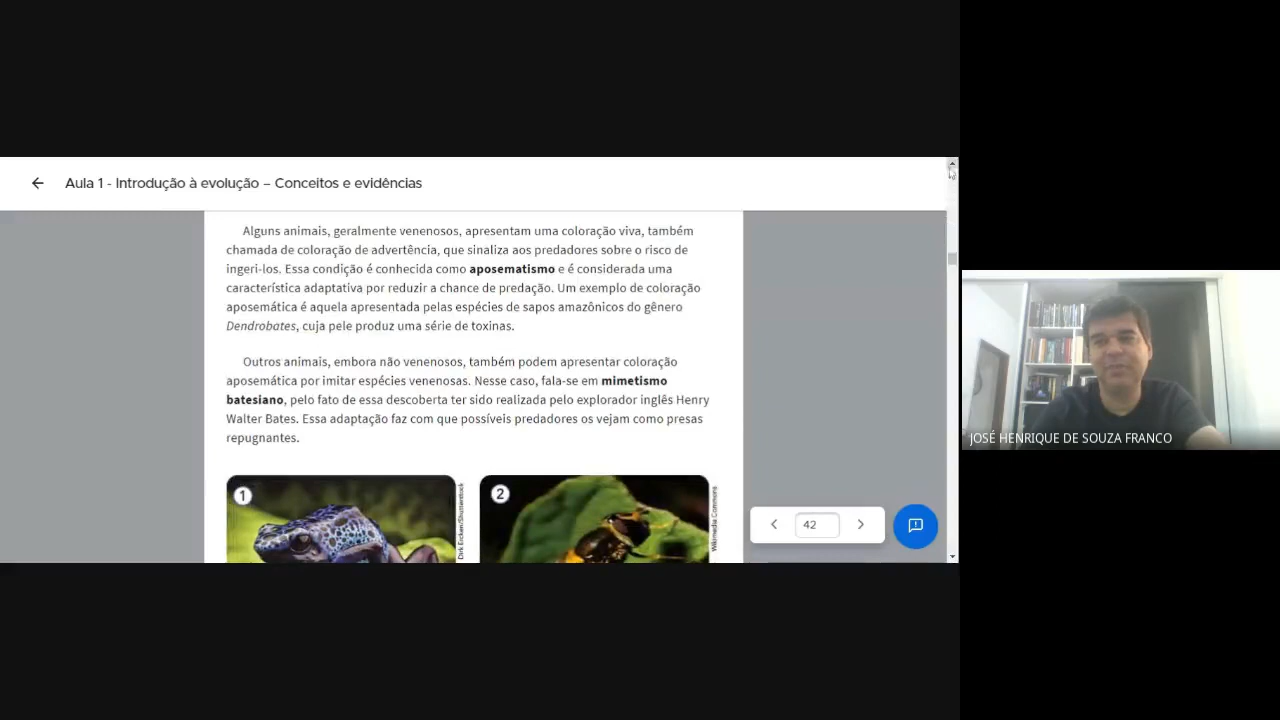 Aula 1 - Introdução à evolução – Conceitos e evidências
Alguns animais, geralmente venenosos, apresentam uma coloração viva, também
chamada de coloração de advertência, que sinaliza aos predadores sobre o risco de
ingeri-los. Essa condição é conhecida como aposematismo e é considerada uma
característica adaptativa por reduzir a chance de predação. Um exemplo de coloração
aposemática é aquela apresentada pelas espécies de sapos amazônicos do gênero
Dendrobates, cuja pele produz uma série de toxinas.
Outros animais, embora não venenosos, também podem apresentar coloração
aposemática por imitar espécies venenosas. Nesse caso, fala-se em mimetismo
batesiano, pelo fato de essa descoberta ter sido realizada pelo explorador inglês Henry
Walter Bates. Essa adaptação faz com que possíveis predadores os vejam como presas
repugnantes.
1
Dirk Ercken/Shutterstock
2
Wikimedia Commons
42
JOSÉ HENRIQUE DE SOUZA FRANCO